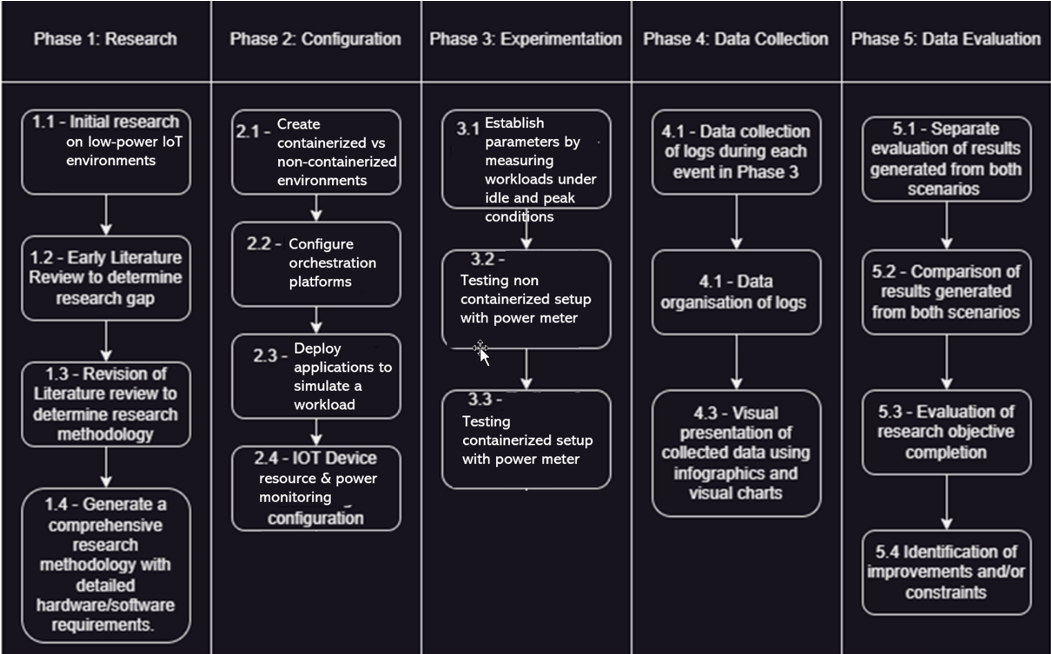 Phase 1: Research
Phase 2: Configuration
Phase 3: Experimentation
Phase 4: Data Collection
Phase 5: Data Evaluation
1.1 - Initial research
on low-power IoT
environments
1.2 - Early Literature
Review to determine
research gap
1.3 - Revision of
Literature review to
determine research
methodology
1.4 - Generate a
comprehensive
research
methodology with
detailed
hardware/software
requirements.
2.1 - Create
containerized vs
non-containerized
environments
2.2 - Configure
orchestration
platforms
2.3 - Deploy
applications to
simulate a
workload
2.4 - IOT Device
resource & power
monitoring
configuration
3.1 Establish
parameters by
measuring
workloads under
idle and peak
conditions
3.2 -
Testing non
containerized setup
with power meter
3.3 -
Testing
containerized setup
with power meter
4.1 - Data collection
of logs during each
event in Phase 3
4.1 - Data
organisation of logs
4.3 - Visual
presentation of
collected data using
infographics and
visual charts
5.1 - Separate
evaluation of results
generated from both
scenarios
5.2 - Comparison of
results generated
from both scenarios
5.3 - Evaluation of
research objective
completion
5.4 Identification of
improvements and/or
constraints